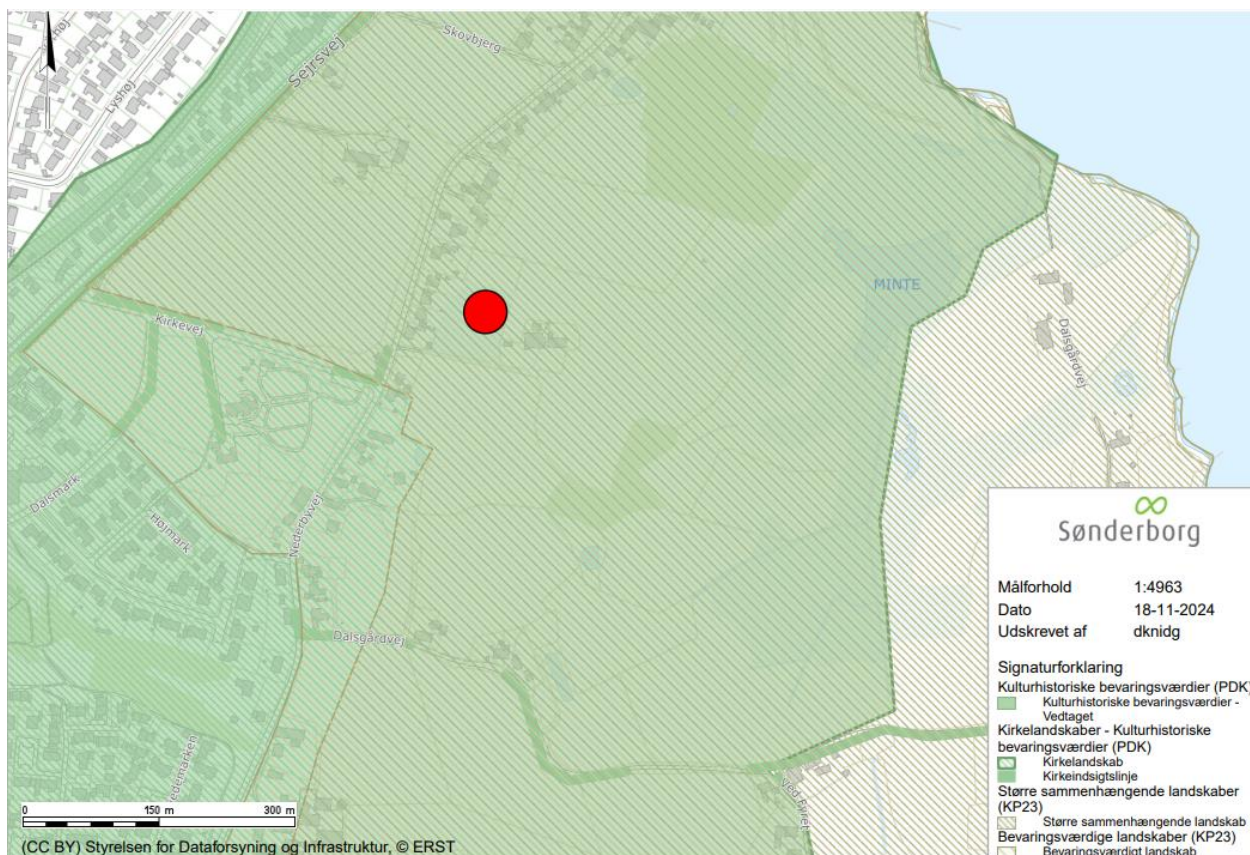 Skovbjerg
Sejrsvej
Lyshøj
MINTE
Kirkevej
Dalsgårdvej
Dalsmark
Højmark
Nederbyvej
Dalsgårdvej
Ved Fyret
0 150 m 300 m
(CC BY) Styrelsen for Dataforsyning og Infrastruktur, © ERST
Sønderborg
Målforhold 1:4963
Dato 18-11-2024
Udskrevet af dknidg
Signaturforklaring
Kulturhistoriske bevaringsværdier (PDK)
Kulturhistoriske bevaringsværdier -
Vedtaget
Kirkelandskaber - Kulturhistoriske
bevaringsværdier (PDK)
Kirkelandskab
Kirkeindsigtslinje
Større sammenhængende landskaber
(KP23)
Større sammenhængende landskab
Bevaringsværdige landskaber (KP23)
Bevaringsværdigt landskab